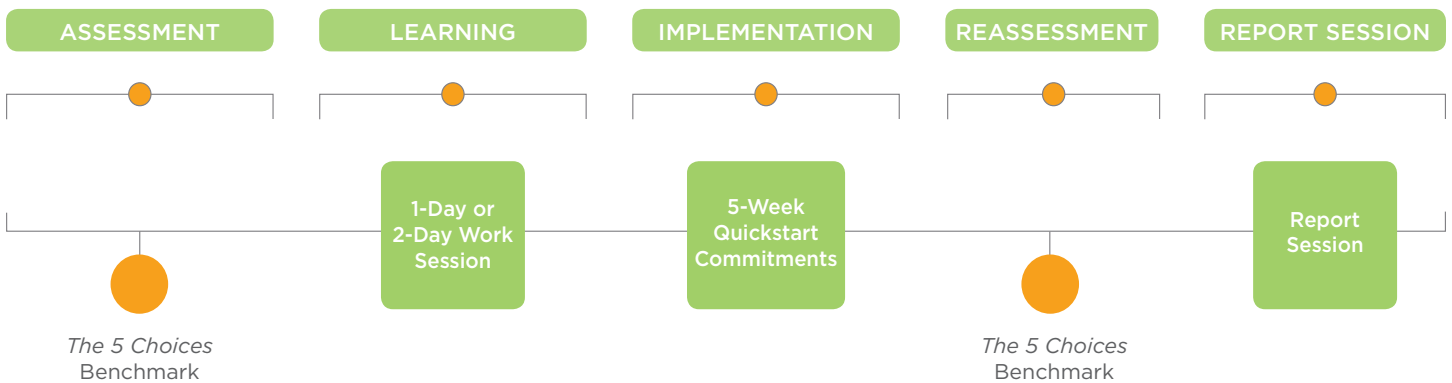 ASSESSMENT
LEARNING
IMPLEMENTATION
REASSESSMENT
REPORT SESSION
1-Day or
2-Day Work
Session
5-Week
Quickstart
Commitments
Report
Session
The 5 Choices
Benchmark
The 5 Choices
Benchmark